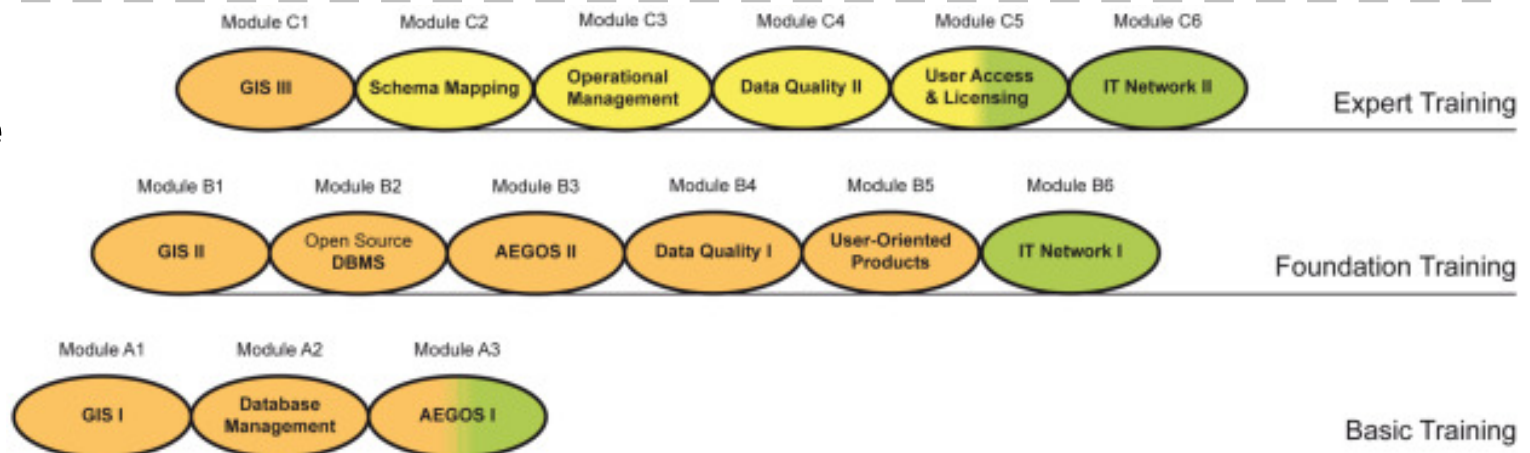 Module C1
Module C2
Module C3
Module C4
Module C5
Module C6
GIS III
Schema Mapping
Operational
Management
Data Quality II
User Access
& Licensing
IT Network II
Expert Training
Module B1
Module B2
Module B3
Module B4
Module B5
Module B6
GIS II
Open Source
DBMS
AEGOS II
Data Quality I
User-Oriented
Products
IT Network I
Foundation Training
Module A1
Module A2
Module A3
GIS I
Database
Management
AEGOS I
Basic Training